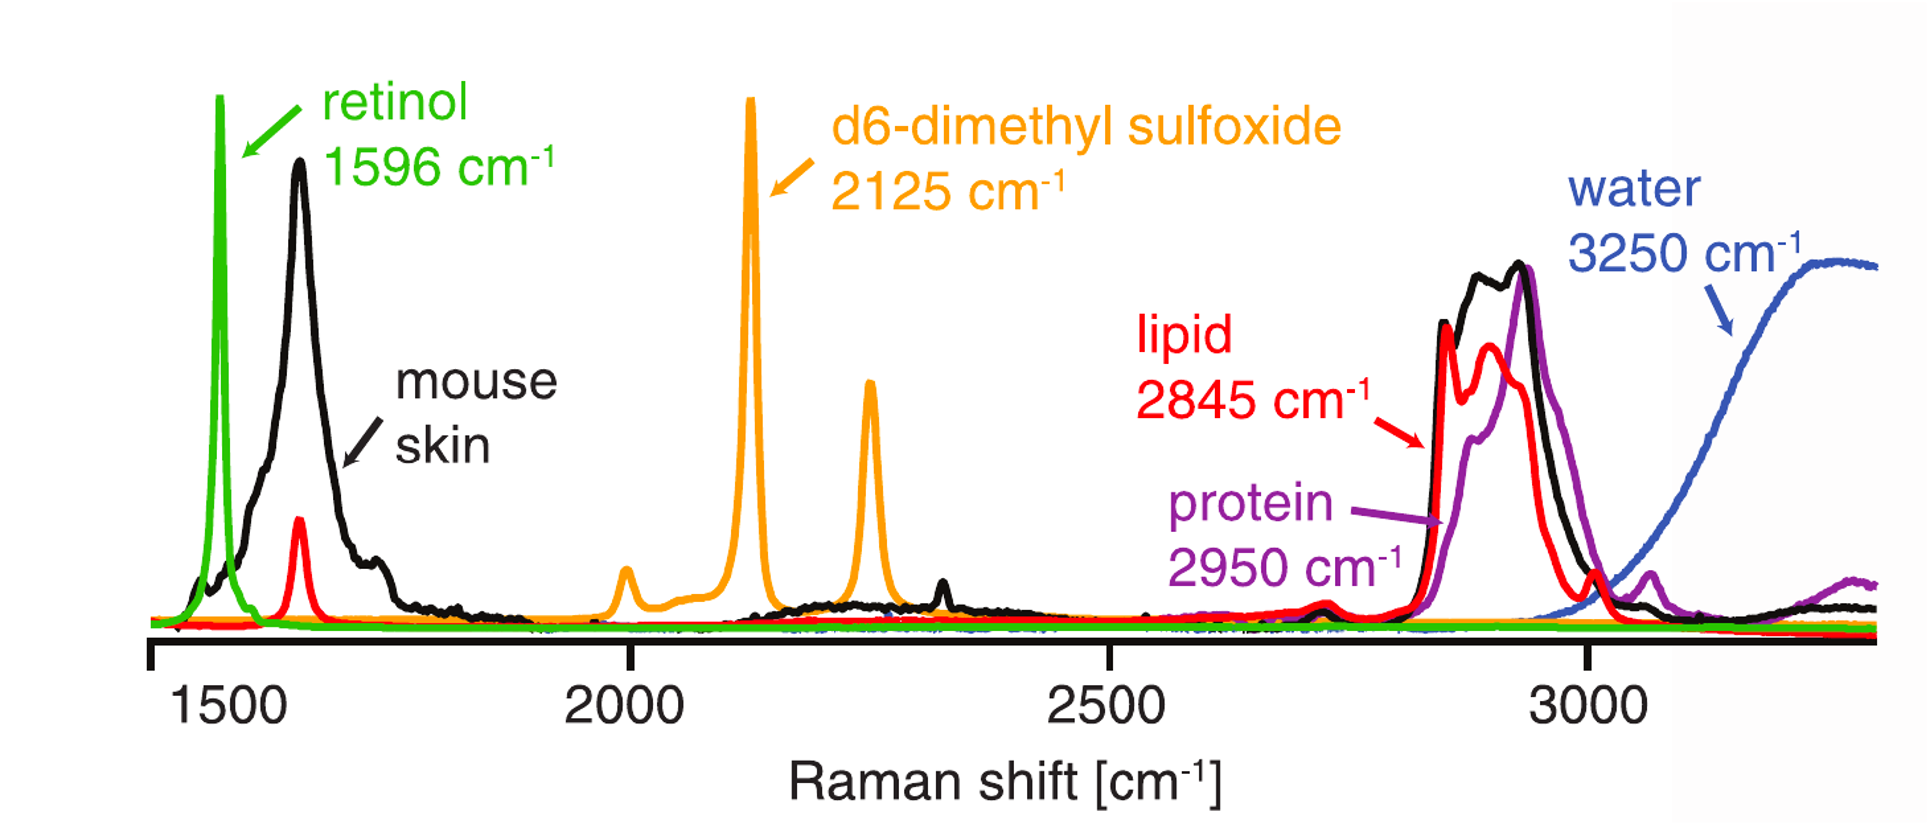 retinol
1596 cm-1
mouse
skin
d6-dimethyl sulfoxide
2125 cm-1
lipid
2845 cm-1
protein
2950 cm-1
water
3250 cm-1
1500
2000
2500
3000
Raman shift [cm-1]